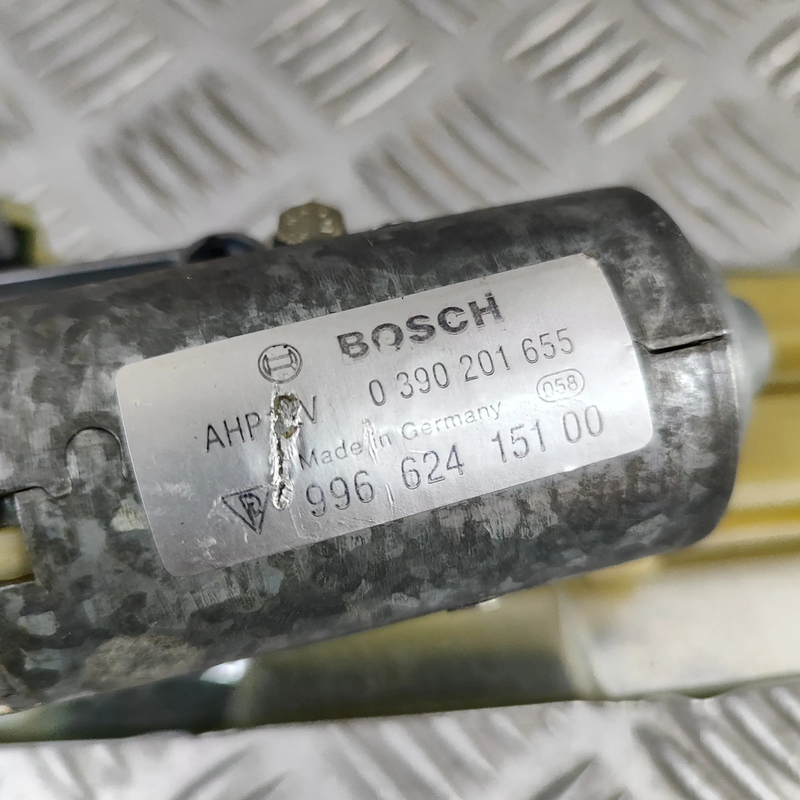 BOSCH
0 390 201 655
AHP V
Made in Germany
058
996 624 151 00